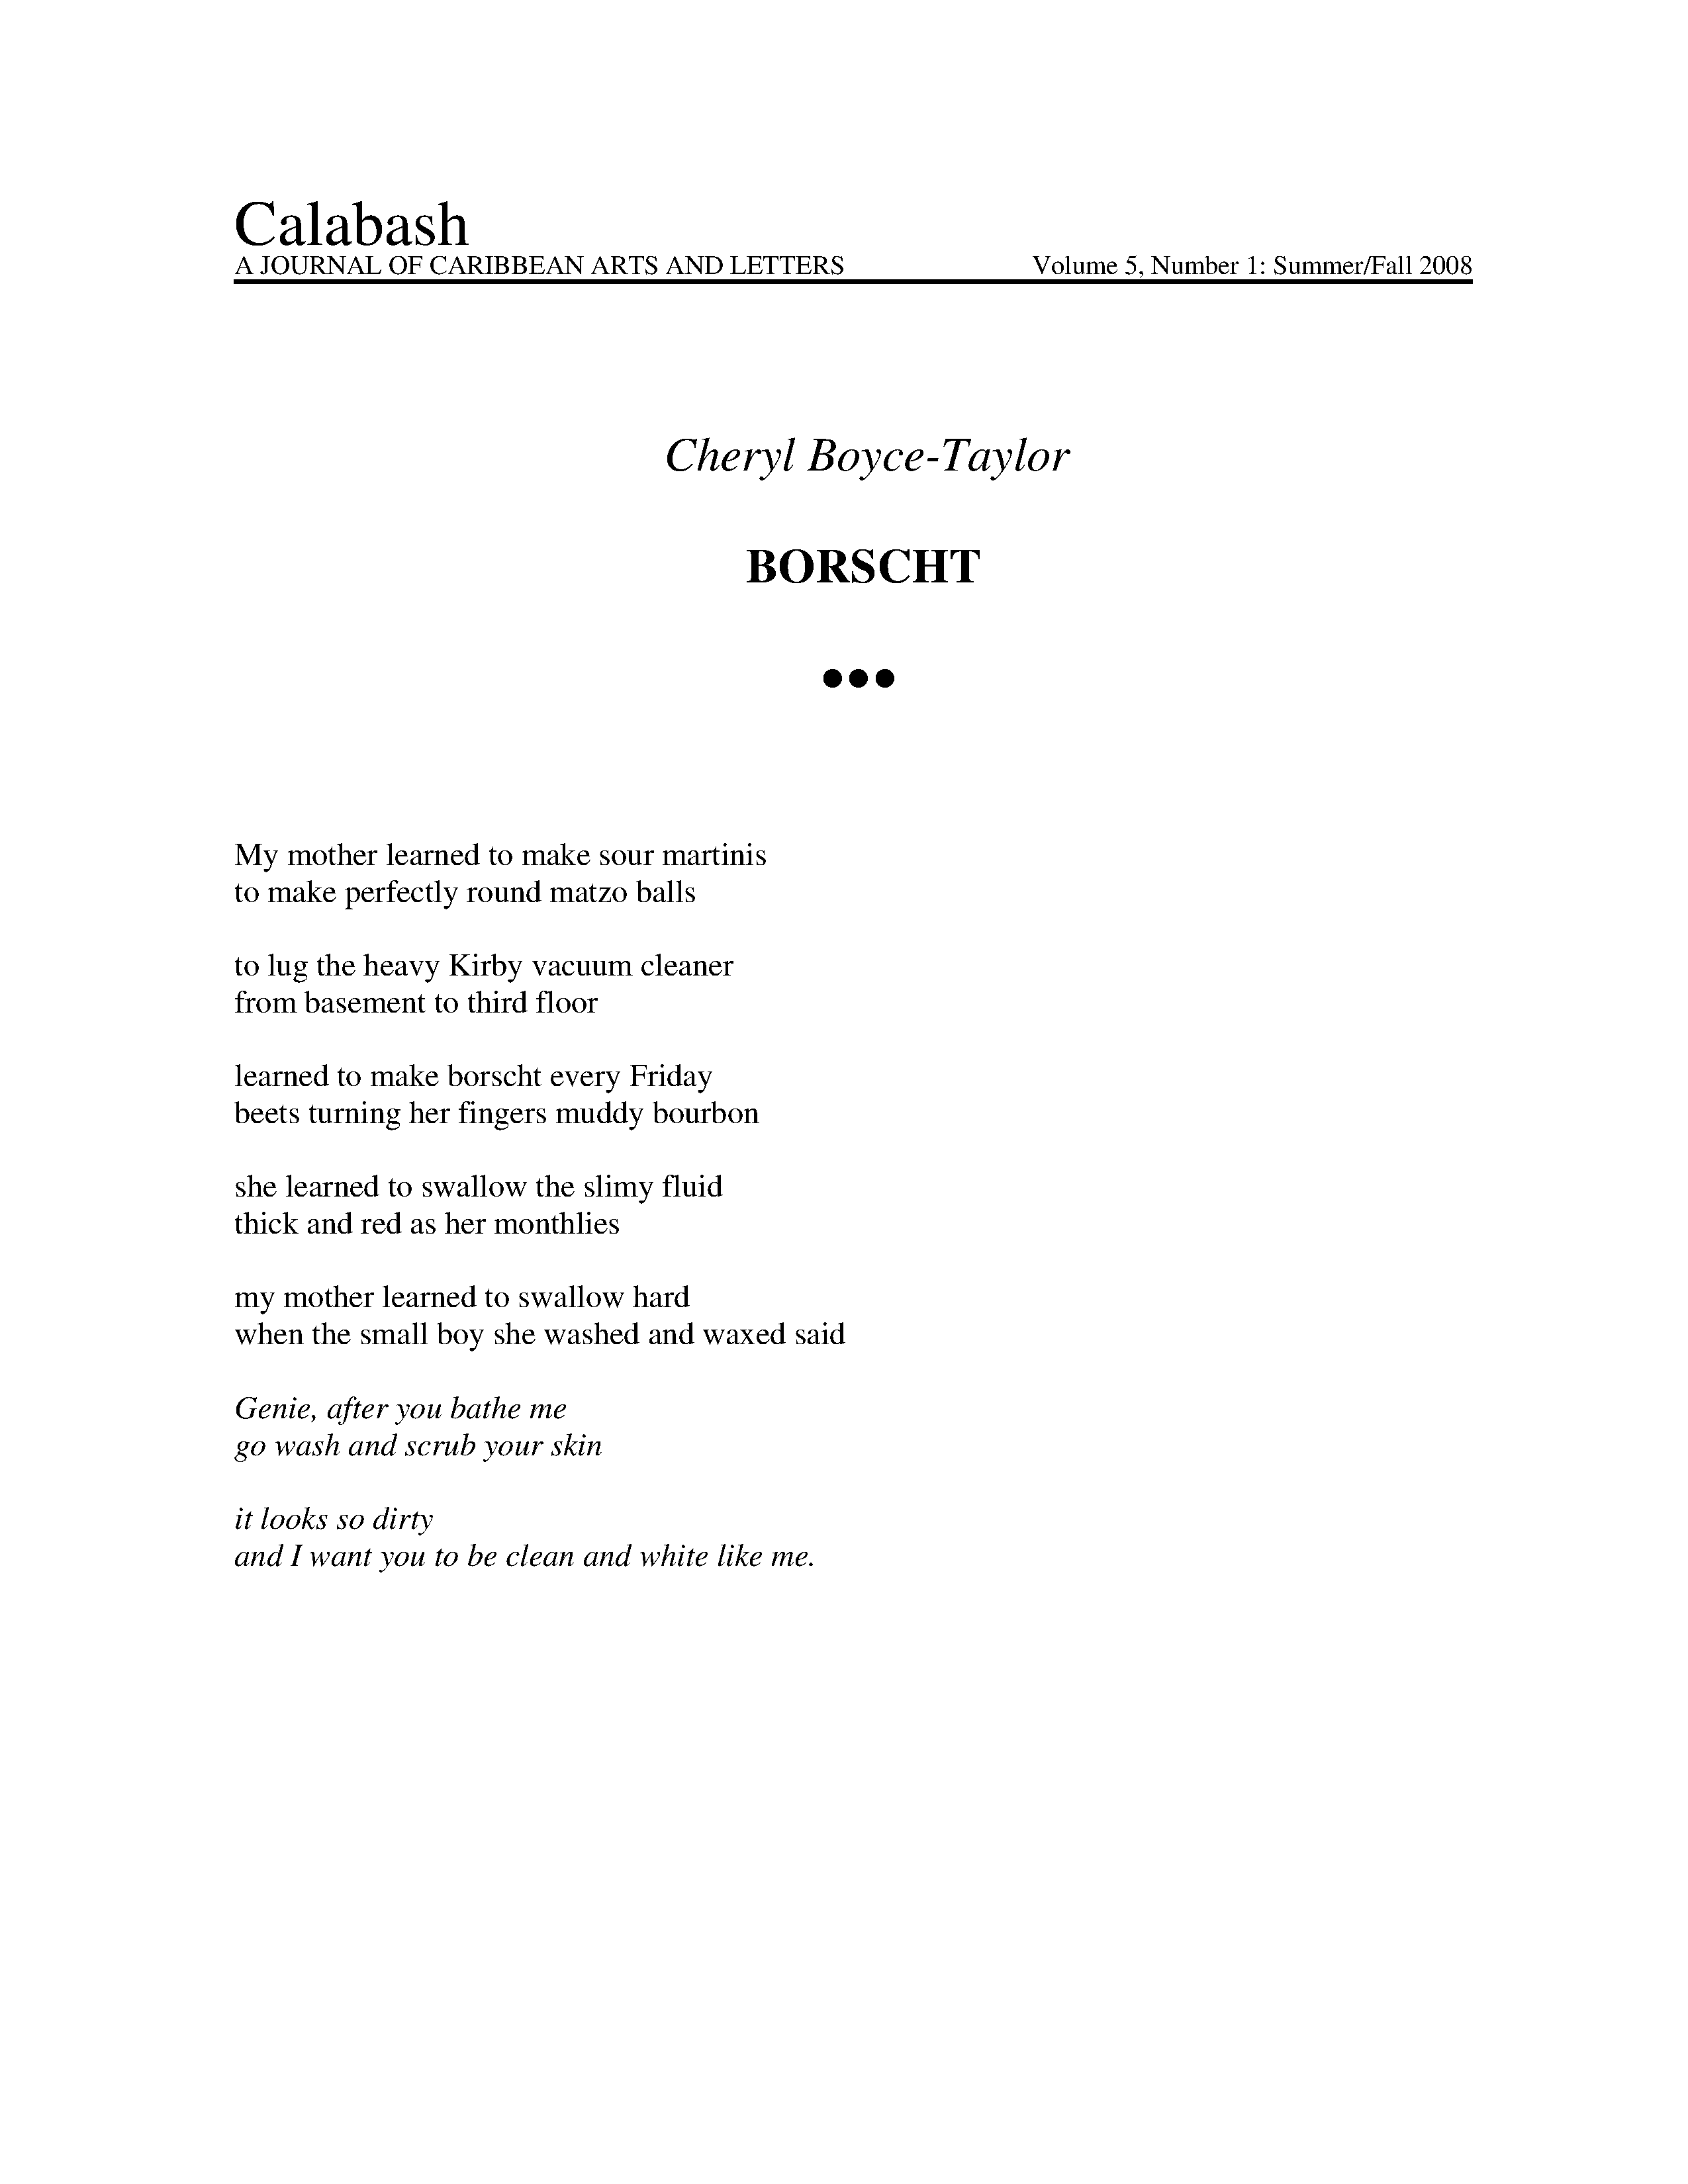 Calabash
A JOURNAL OF CARIBBEAN ARTS AND LETTERS Volume 5, Number 1: Summer/Fall 2008
Cheryl Boyce-Taylor
BORSCHT
●●●
My mother learned to make sour martinis
to make perfectly round matzo balls
to lug the heavy Kirby vacuum cleaner
from basement to third floor
learned to make borscht every Friday
beets turning her fingers muddy bourbon
she learned to swallow the slimy fluid
thick and red as her monthlies
my mother learned to swallow hard
when the small boy she washed and waxed said
Genie, after you bathe me
go wash and scrub your skin
it looks so dirty
and I want you to be clean and white like me.